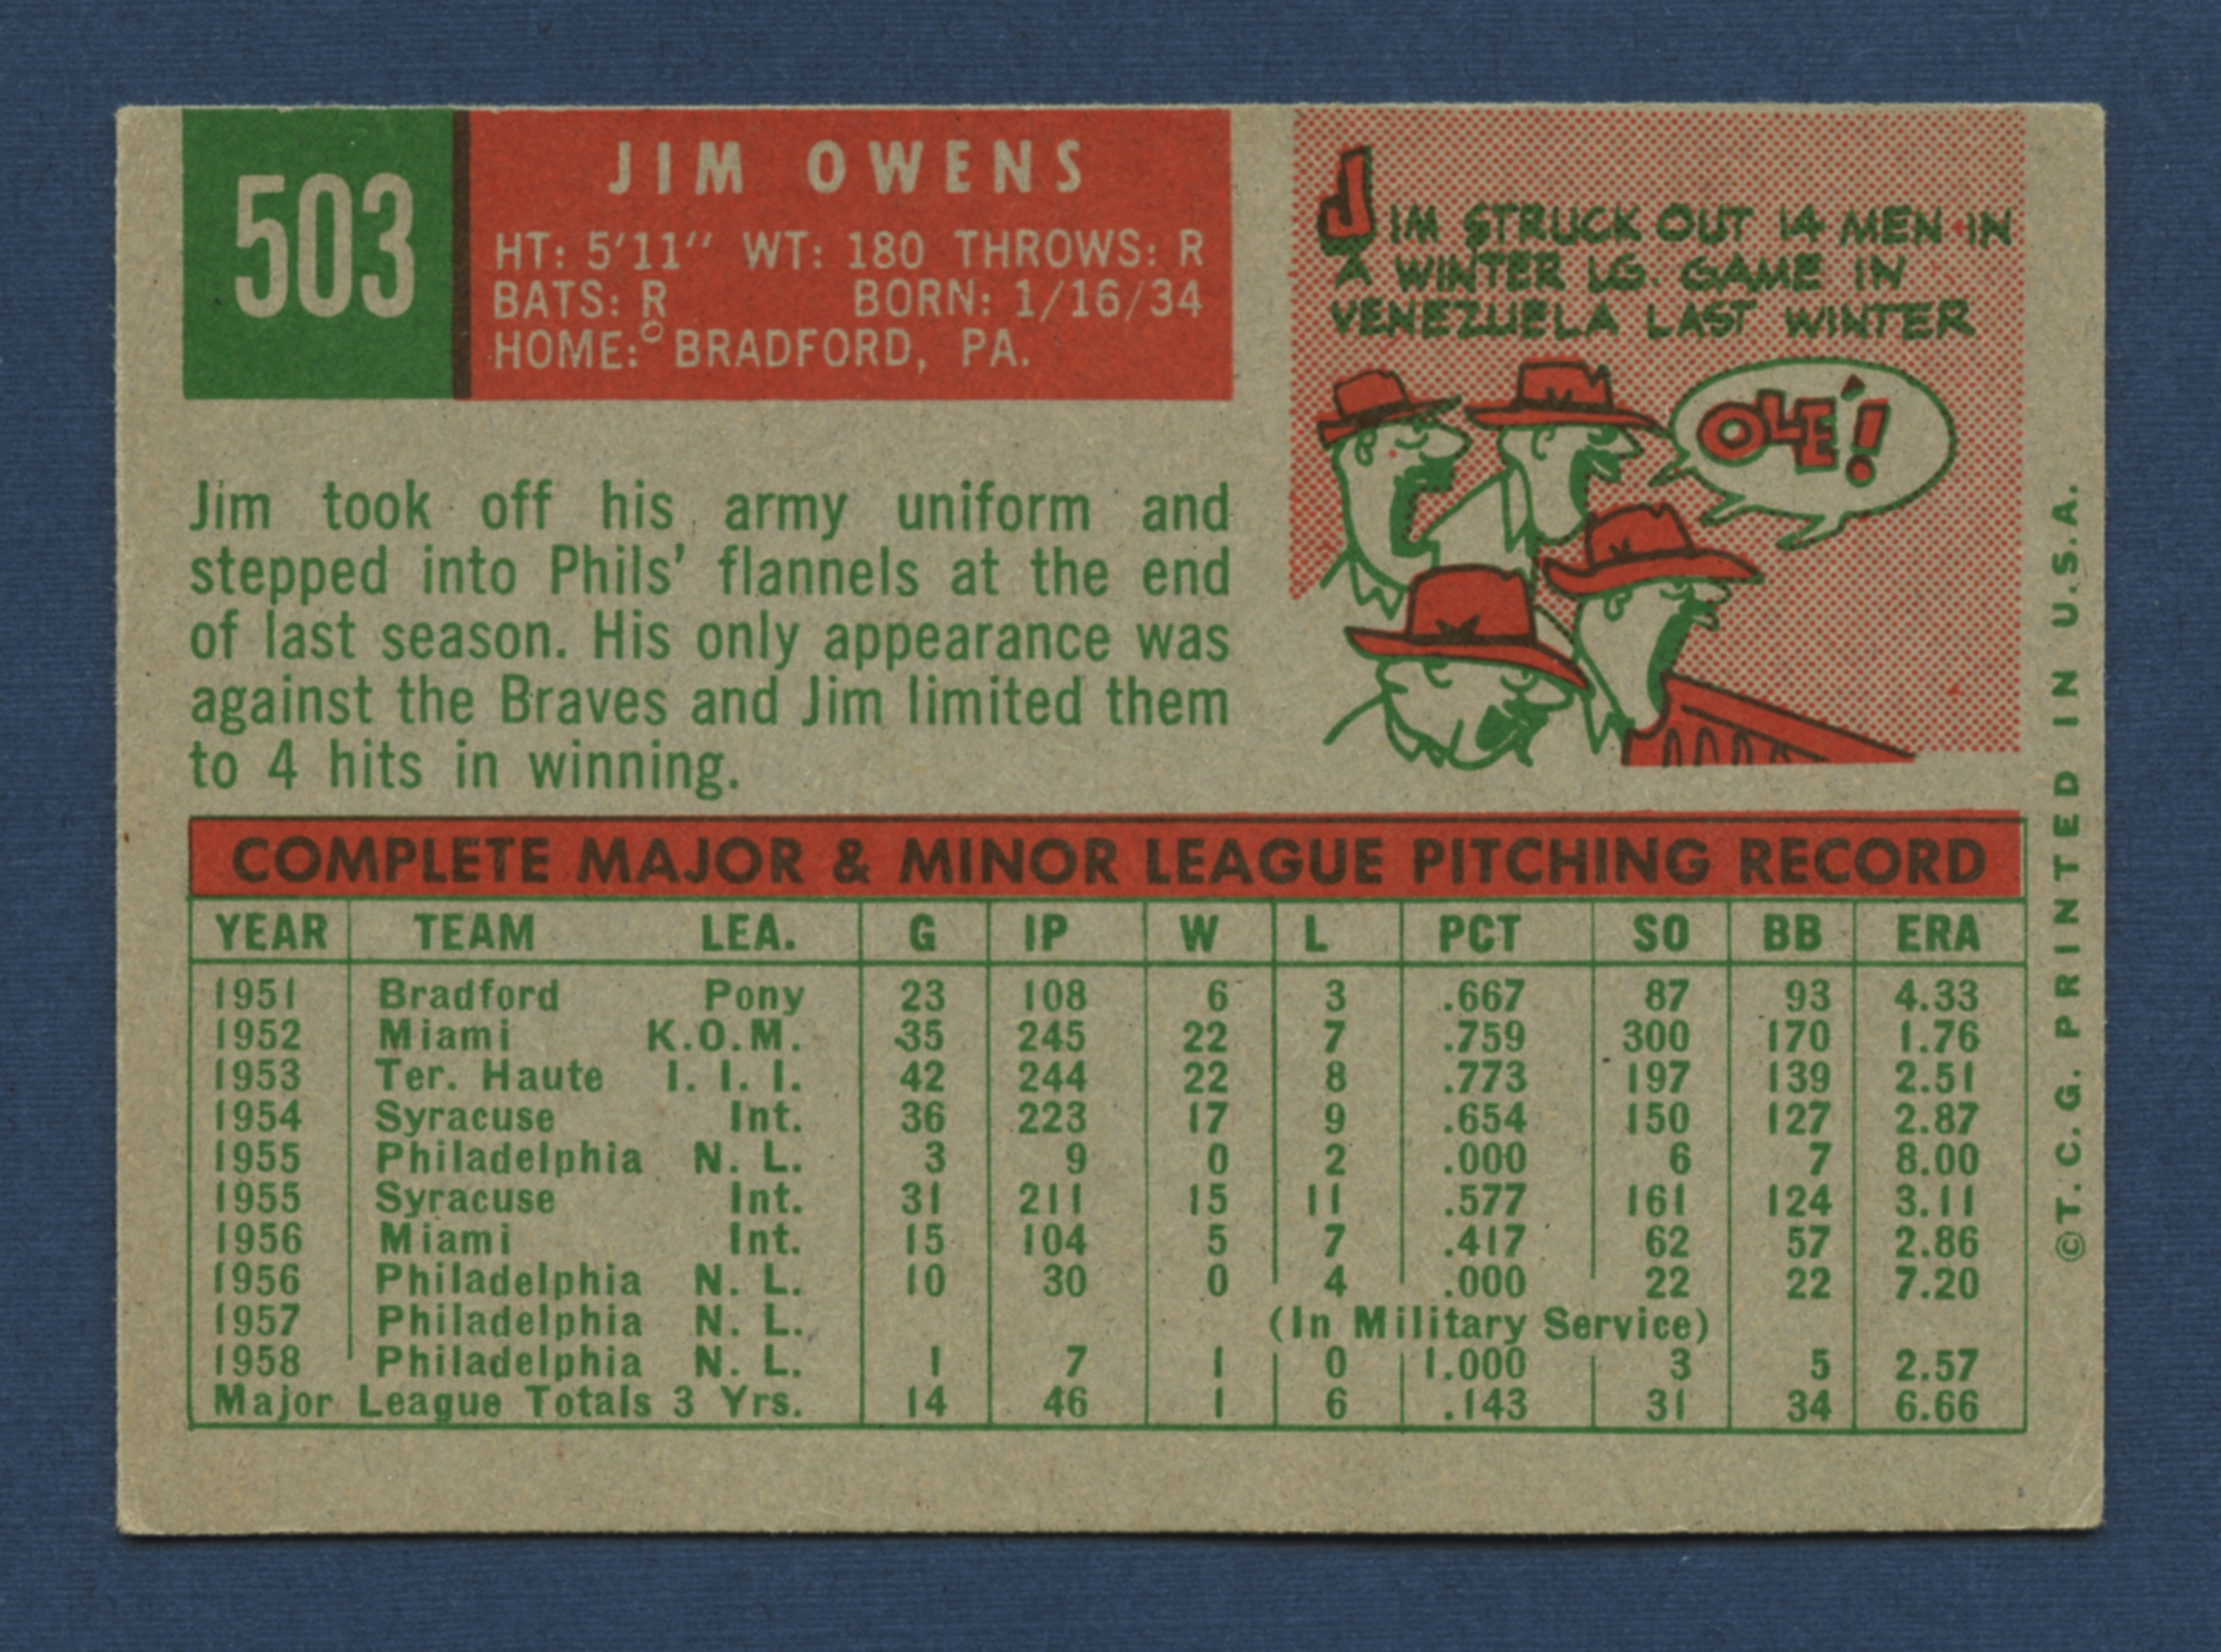 503
JIM OWENS
HT: 5'11" WT: 180 THROWS: R
BATS: R BORN: 1/16/34
HOME: BRADFORD, PA.
JIM STRUCK OUT 14 MEN IN
A WINTER LG. GAME IN
VENEZUELA LAST WINTER
OLE'!
Jim took off his army uniform and
stepped into Phils' flannels at the end
of last season. His only appearance was
against the Braves and Jim limited them
to 4 hits in winning.
COMPLETE MAJOR & MINOR LEAGUE PITCHING RECORD
YEAR TEAM LEA. G IP W L PCT SO BB ERA
1951 Bradford Pony 23 108 6 3 .667 87 93 4.33
1952 Miami K.O.M. 35 245 22 7 .759 300 170 1.76
1953 Ter. Haute I. I. I. 42 244 22 8 .773 197 139 2.51
1954 Syracuse Int. 36 223 17 9 .654 150 127 2.87
1955 Philadelphia N. L. 3 9 0 2 .000 6 7 8.00
1955 Syracuse Int. 31 211 15 11 .577 161 124 3.11
1956 Miami Int. 15 104 5 7 .417 62 57 2.86
1956 Philadelphia N. L. 10 30 0 4 .000 22 22 7.20
1957 Philadelphia N. L. (In Military Service)
1958 Philadelphia N. L. 1 7 1 0 1.000 3 5 2.57
Major League Totals 3 Yrs. 14 46 1 6 .143 31 34 6.66
©T. C. G. PRINTED IN U.S.A.